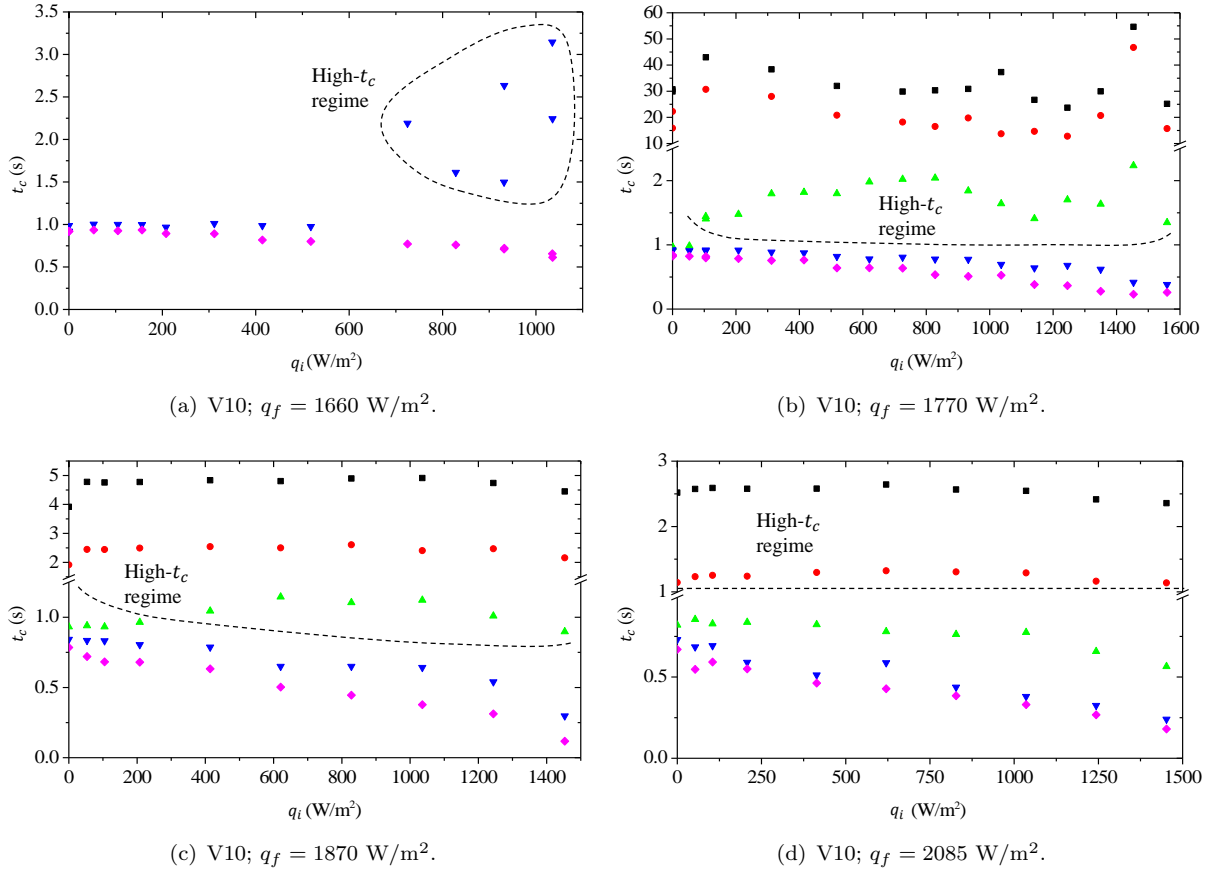 3.5
3.0
2.5
2.0
1.5
1.0
0.5
0.0
t_c (s)
High-t_c
regime
0 200 400 600 800 1000
q_i (W/m²)
(a) V10; q_f = 1660 W/m².
60
50
40
30
20
10
2
1
0
t_c (s)
High-t_c
regime
0 200 400 600 800 1000 1200 1400 1600
q_i (W/m²)
(b) V10; q_f = 1770 W/m².
5
4
3
2
1.0
0.5
0.0
t_c (s)
High-t_c
regime
0 200 400 600 800 1000 1200 1400
q_i (W/m²)
(c) V10; q_f = 1870 W/m².
3
2
1
0.5
0.0
t_c (s)
High-t_c
regime
0 250 500 750 1000 1250 1500
q_i (W/m²)
(d) V10; q_f = 2085 W/m².